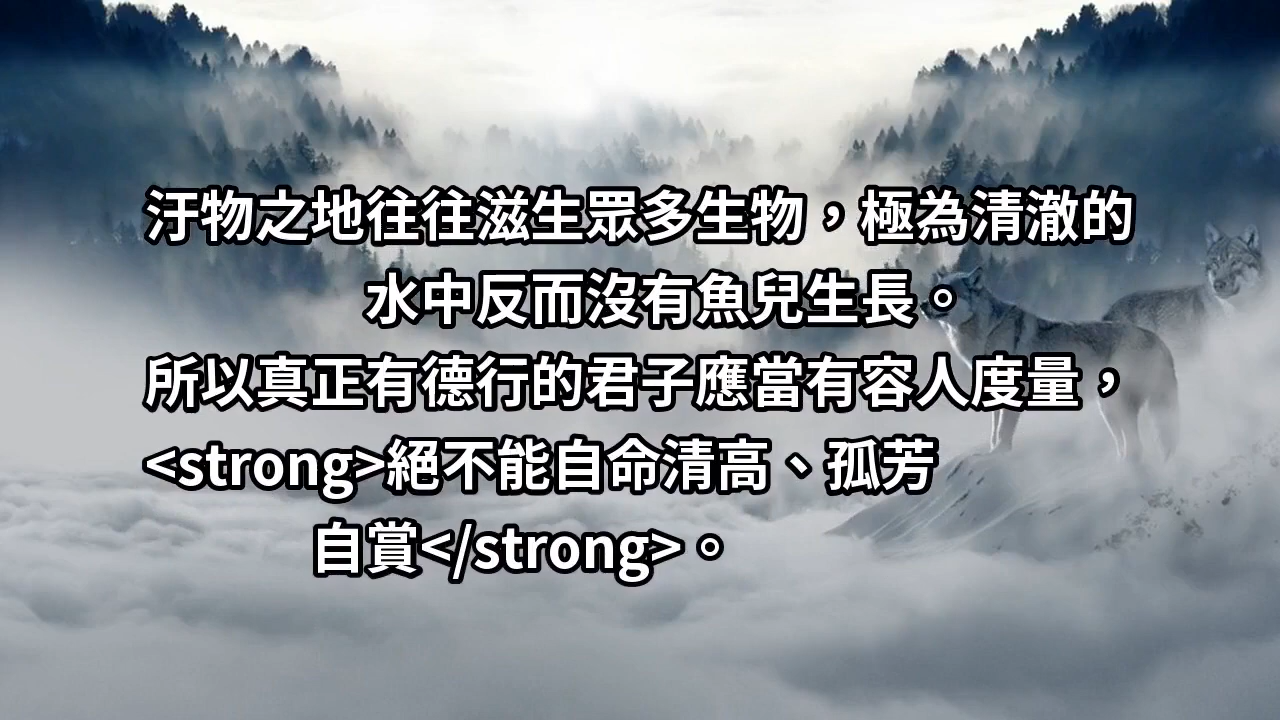 汙物之地往往滋生眾多生物，極為清澈的
水中反而沒有魚兒生長。
所以真正有德行的君子應當有容人度量，
<strong>絕不能自命清高、孤芳
自賞</strong>。